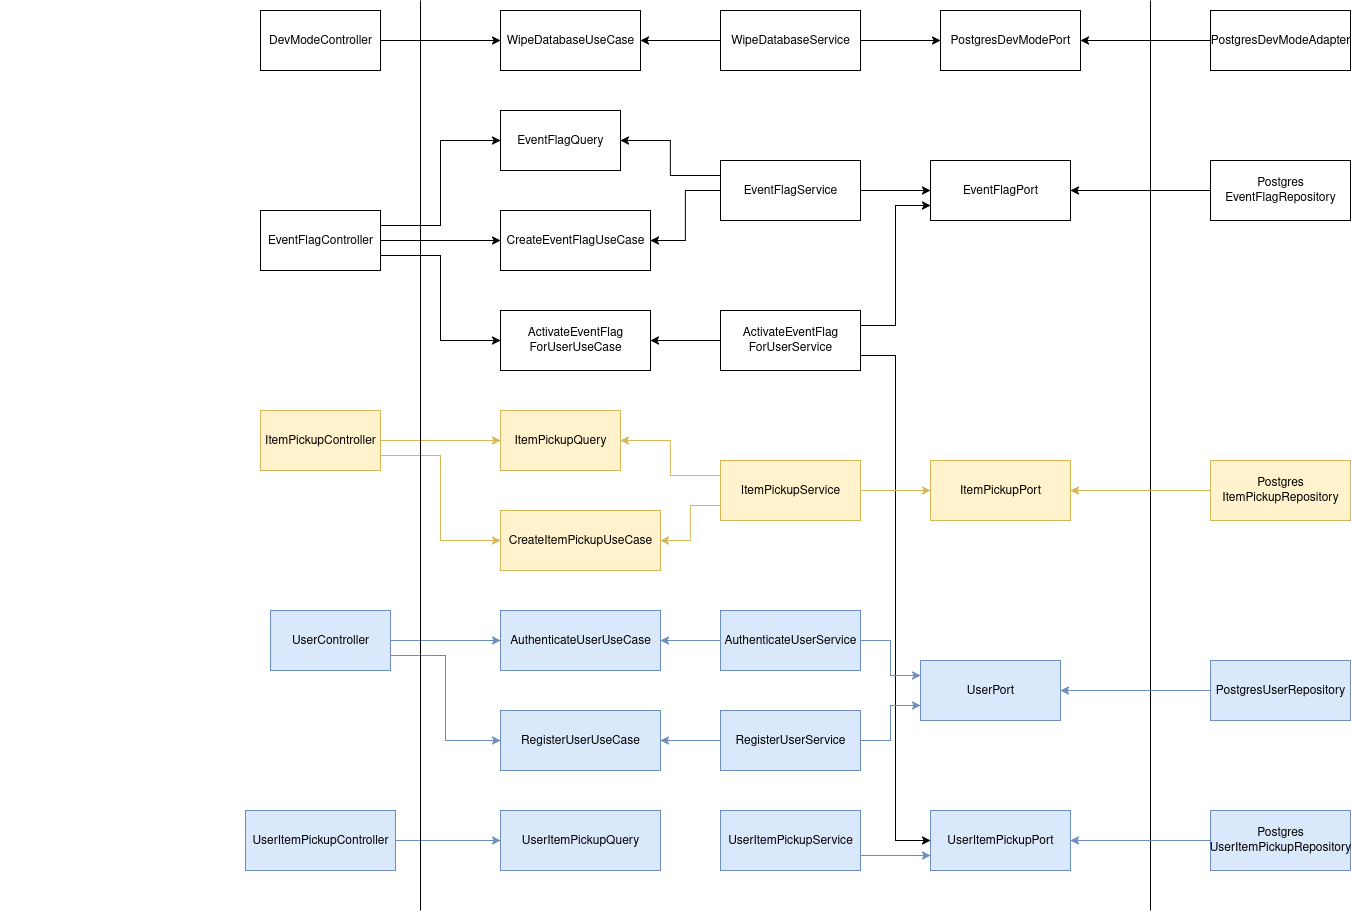 DevModeController
WipeDatabaseUseCase
WipeDatabaseService
PostgresDevModePort
PostgresDevModeAdapter
EventFlagQuery
EventFlagService
EventFlagPort
Postgres
EventFlagRepository
EventFlagController
CreateEventFlagUseCase
ActivateEventFlag
ForUserUseCase
ActivateEventFlag
ForUserService
ItemPickupController
ItemPickupQuery
ItemPickupService
ItemPickupPort
Postgres
ItemPickupRepository
CreateItemPickupUseCase
UserController
AuthenticateUserUseCase
AuthenticateUserService
UserPort
PostgresUserRepository
RegisterUserUseCase
RegisterUserService
UserItemPickupController
UserItemPickupQuery
UserItemPickupService
UserItemPickupPort
Postgres
UserItemPickupRepository